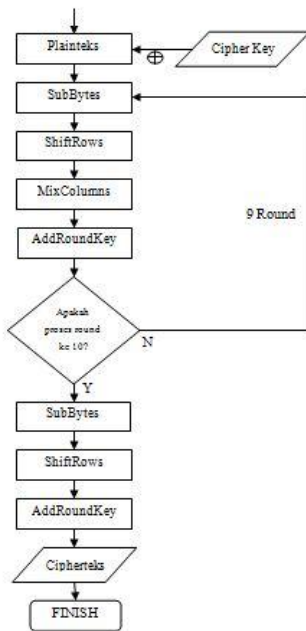 Plainteks
Cipher Key
SubBytes
ShiftRows
MixColumns
9 Round
AddRoundKey
Apakah
proses round
ke 10?
N
Y
SubBytes
ShiftRows
AddRoundKey
Cipherteks
FINISH